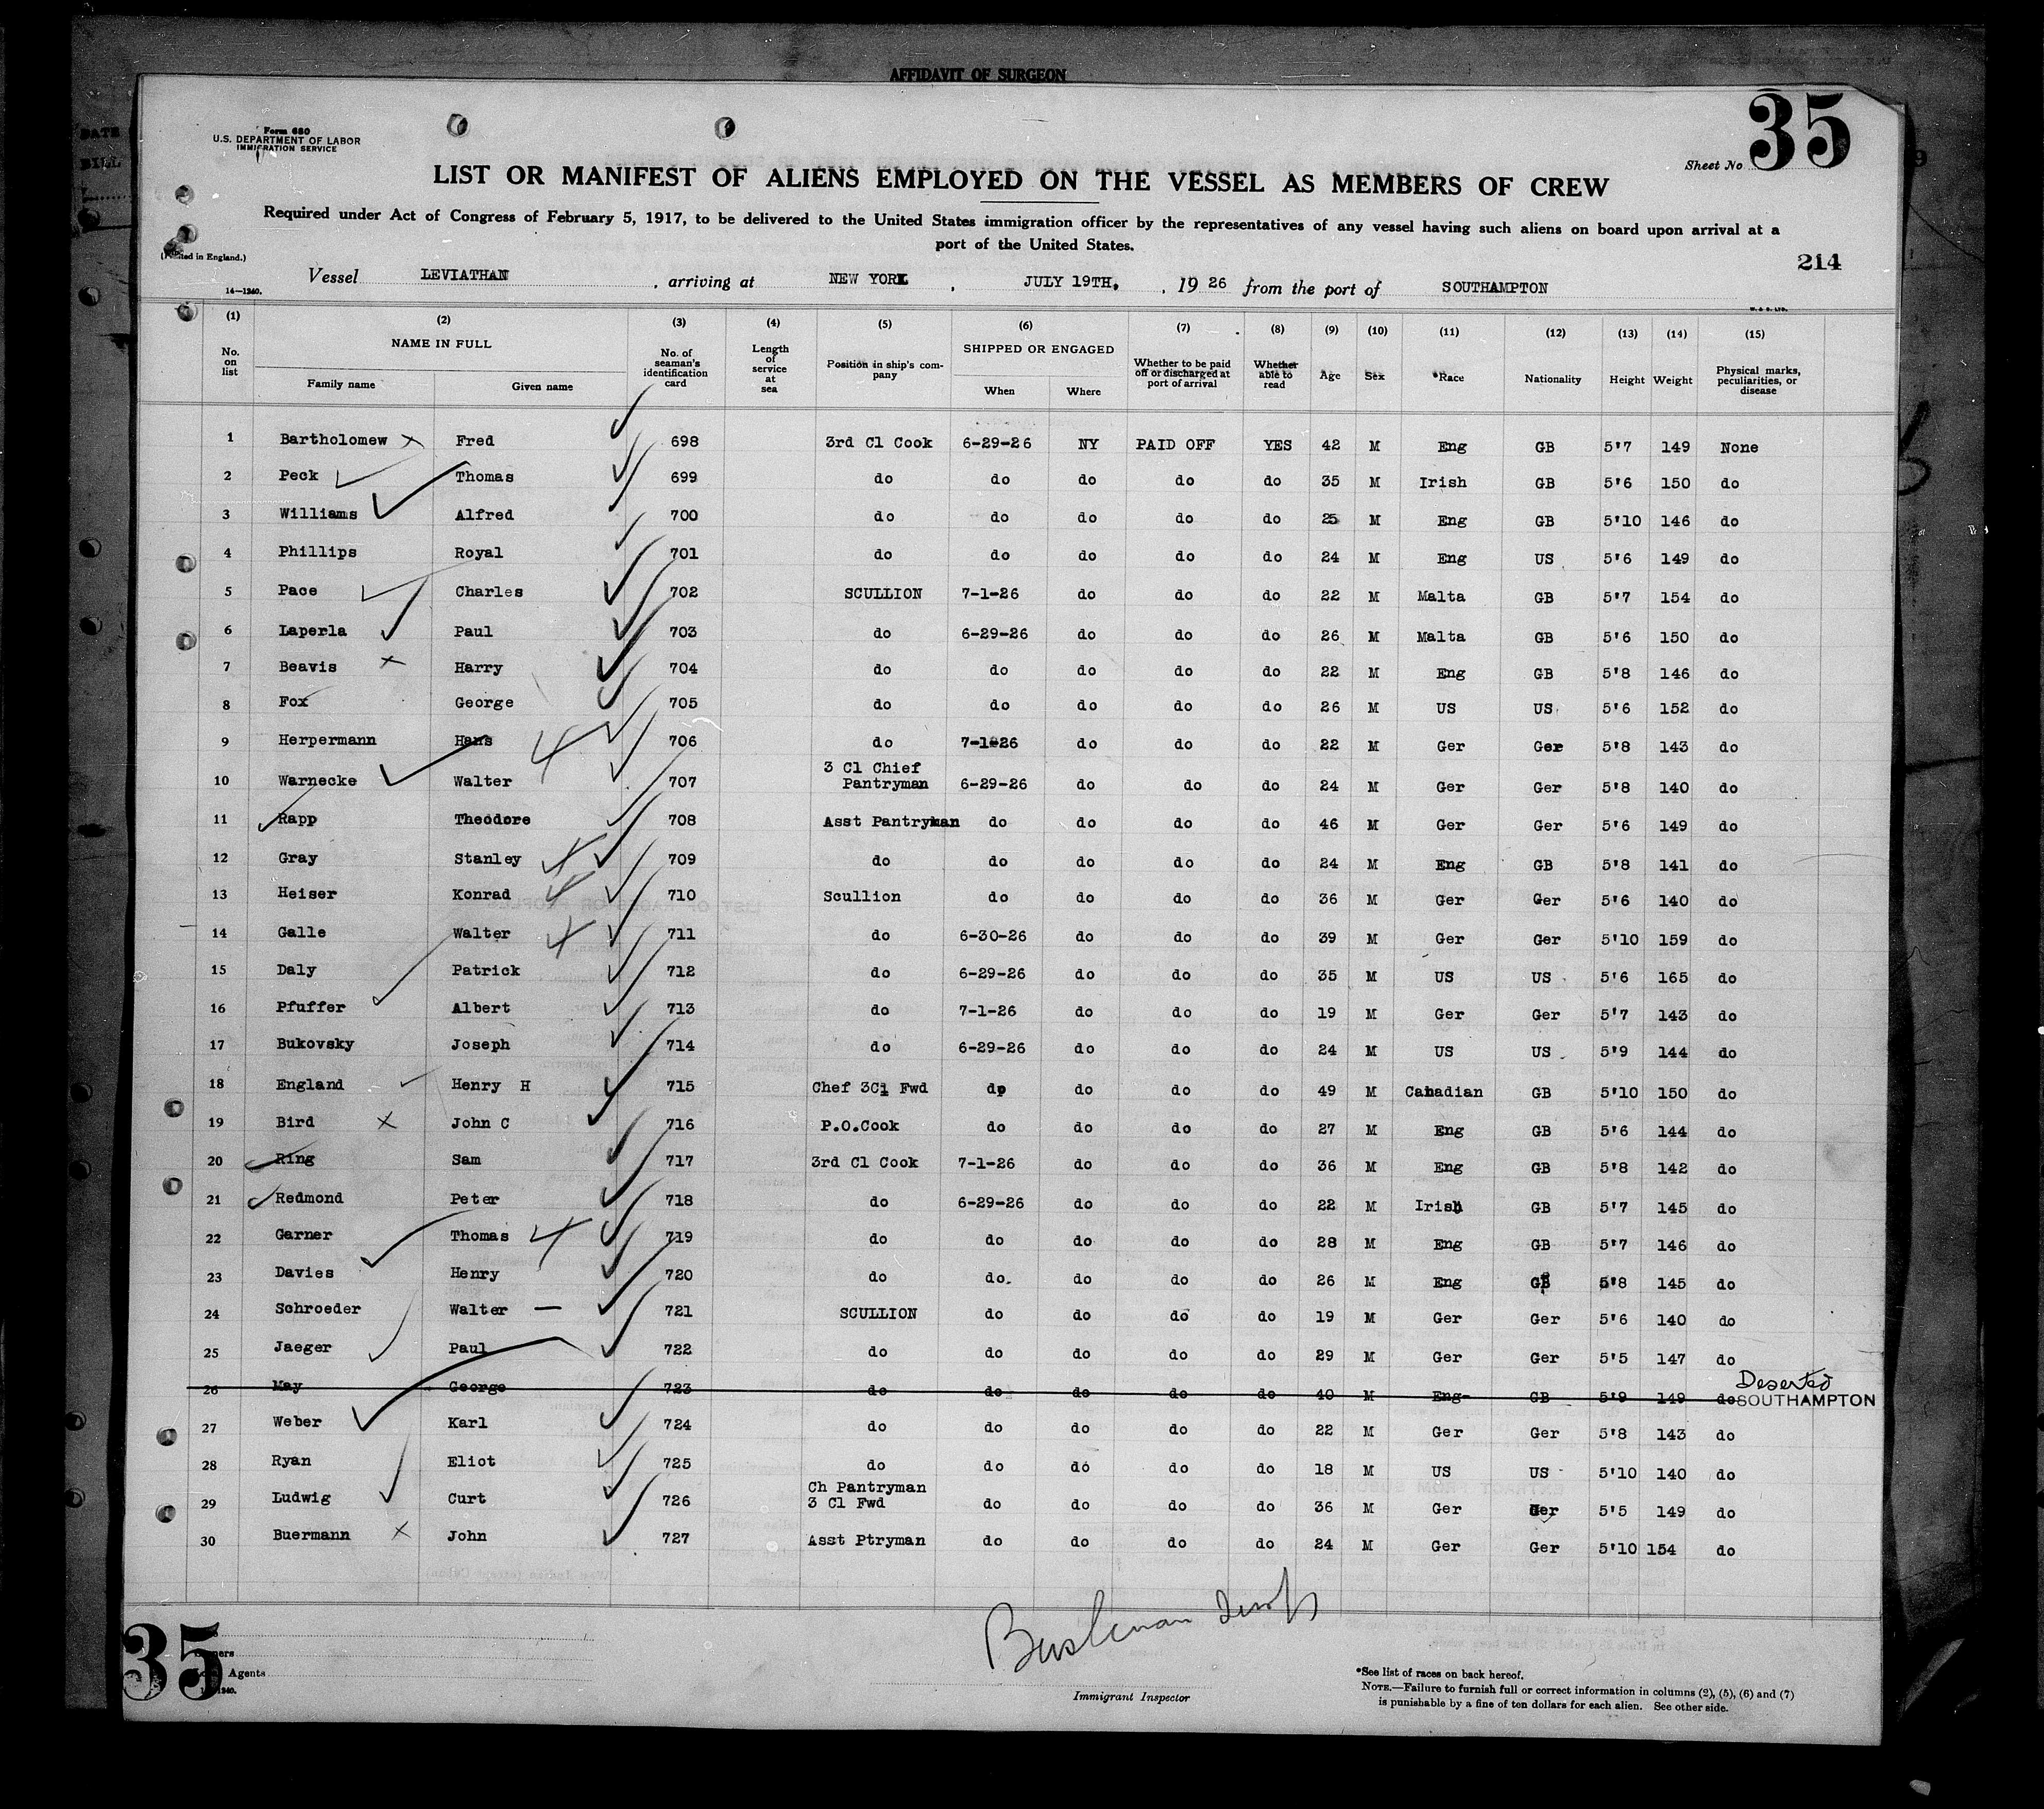 AFFIDAVIT OF SURGEON
35
Form 680
U.S. DEPARTMENT OF LABOR
IMMIGRATION SERVICE
Sheet No
LIST OR MANIFEST OF ALIENS EMPLOYED ON THE VESSEL AS MEMBERS OF CREW
Required under Act of Congress of February 5, 1917, to be delivered to the United States immigration officer by the representatives of any vessel having such aliens on board upon arrival at a
port of the United States.
(Printed in England.)
214
Vessel LEVIATHAN , arriving at NEW YORK , JULY 19TH, , 19 26 from the port of SOUTHAMPTON
14—1240.
W. & S. LTD.
(1) (2) (3) (4) (5) (6) (7) (8) (9) (10) (11) (12) (13) (14) (15)
No. on list NAME IN FULL Family name Given name No. of seaman's identification card Length of service at sea Position in ship's company SHIPPED OR ENGAGED When Where Whether to be paid off or discharged at port of arrival Whether able to read Age Sex *Race Nationality Height Weight Physical marks, peculiarities, or disease
1 Bartholomew Fred 698 3rd Cl Cook 6-29-26 NY PAID OFF YES 42 M Eng GB 5'7 149 None
2 Peck Thomas 699 do do do do do 35 M Irish GB 5'6 150 do
3 Williams Alfred 700 do do do do do 25 M Eng GB 5'10 146 do
4 Phillips Royal 701 do do do do do 24 M Eng US 5'6 149 do
5 Pace Charles 702 SCULLION 7-1-26 do do do 22 M Malta GB 5'7 154 do
6 Laperla Paul 703 do 6-29-26 do do do 26 M Malta GB 5'6 150 do
7 Beavis Harry 704 do do do do do 22 M Eng GB 5'8 146 do
8 Fox George 705 do do do do do 26 M US US 5'6 152 do
9 Herpermann Hans 706 do 7-1-26 do do do 22 M Ger Ger 5'8 143 do
10 Warnecke Walter 707 3 Cl Chief Pantryman 6-29-26 do do do 24 M Ger Ger 5'8 140 do
11 Rapp Theodore 708 Asst Pantryman do do do do 46 M Ger Ger 5'6 149 do
12 Gray Stanley 709 do do do do do 24 M Eng GB 5'8 141 do
13 Heiser Konrad 710 Scullion do do do do 36 M Ger Ger 5'6 140 do
14 Galle Walter 711 do 6-30-26 do do do 39 M Ger Ger 5'10 159 do
15 Daly Patrick 712 do 6-29-26 do do do 35 M US US 5'6 165 do
16 Pfuffer Albert 713 do 7-1-26 do do do 19 M Ger Ger 5'7 143 do
17 Bukovsky Joseph 714 do 6-29-26 do do do 24 M US US 5'9 144 do
18 England Henry H 715 Chef 3Cl Fwd do do do do 49 M Canadian GB 5'10 150 do
19 Bird John C 716 P.O.Cook do do do do 27 M Eng GB 5'6 144 do
20 Ring Sam 717 3rd Cl Cook 7-1-26 do do do 36 M Eng GB 5'8 142 do
21 Redmond Peter 718 do 6-29-26 do do do 22 M Irish GB 5'7 145 do
22 Garner Thomas 719 do do do do do 28 M Eng GB 5'7 146 do
23 Davies Henry 720 do do. do do do 26 M Eng GB 5'8 145 do
24 Schroeder Walter 721 SCULLION do do do do 19 M Ger Ger 5'6 140 do
25 Jaeger Paul 722 do do do do do 29 M Ger Ger 5'5 147 do
26 May George 723 do do do do do 40 M Eng GB 5'9 149 do Deserted SOUTHAMPTON
27 Weber Karl 724 do do do do do 22 M Ger Ger 5'8 143 do
28 Ryan Eliot 725 do do do do do 18 M US US 5'10 140 do
29 Ludwig Curt 726 Ch Pantryman 3 Cl Fwd do do do do 36 M Ger Ger 5'5 149 do
30 Buermann John 727 Asst Ptryman do do do do 24 M Ger Ger 5'10 154 do
35
Agents
Immigrant Inspector
*See list of races on back hereof.
NOTE.—Failure to furnish full or correct information in columns (2), (5), (6) and (7)
is punishable by a fine of ten dollars for each alien. See other side.